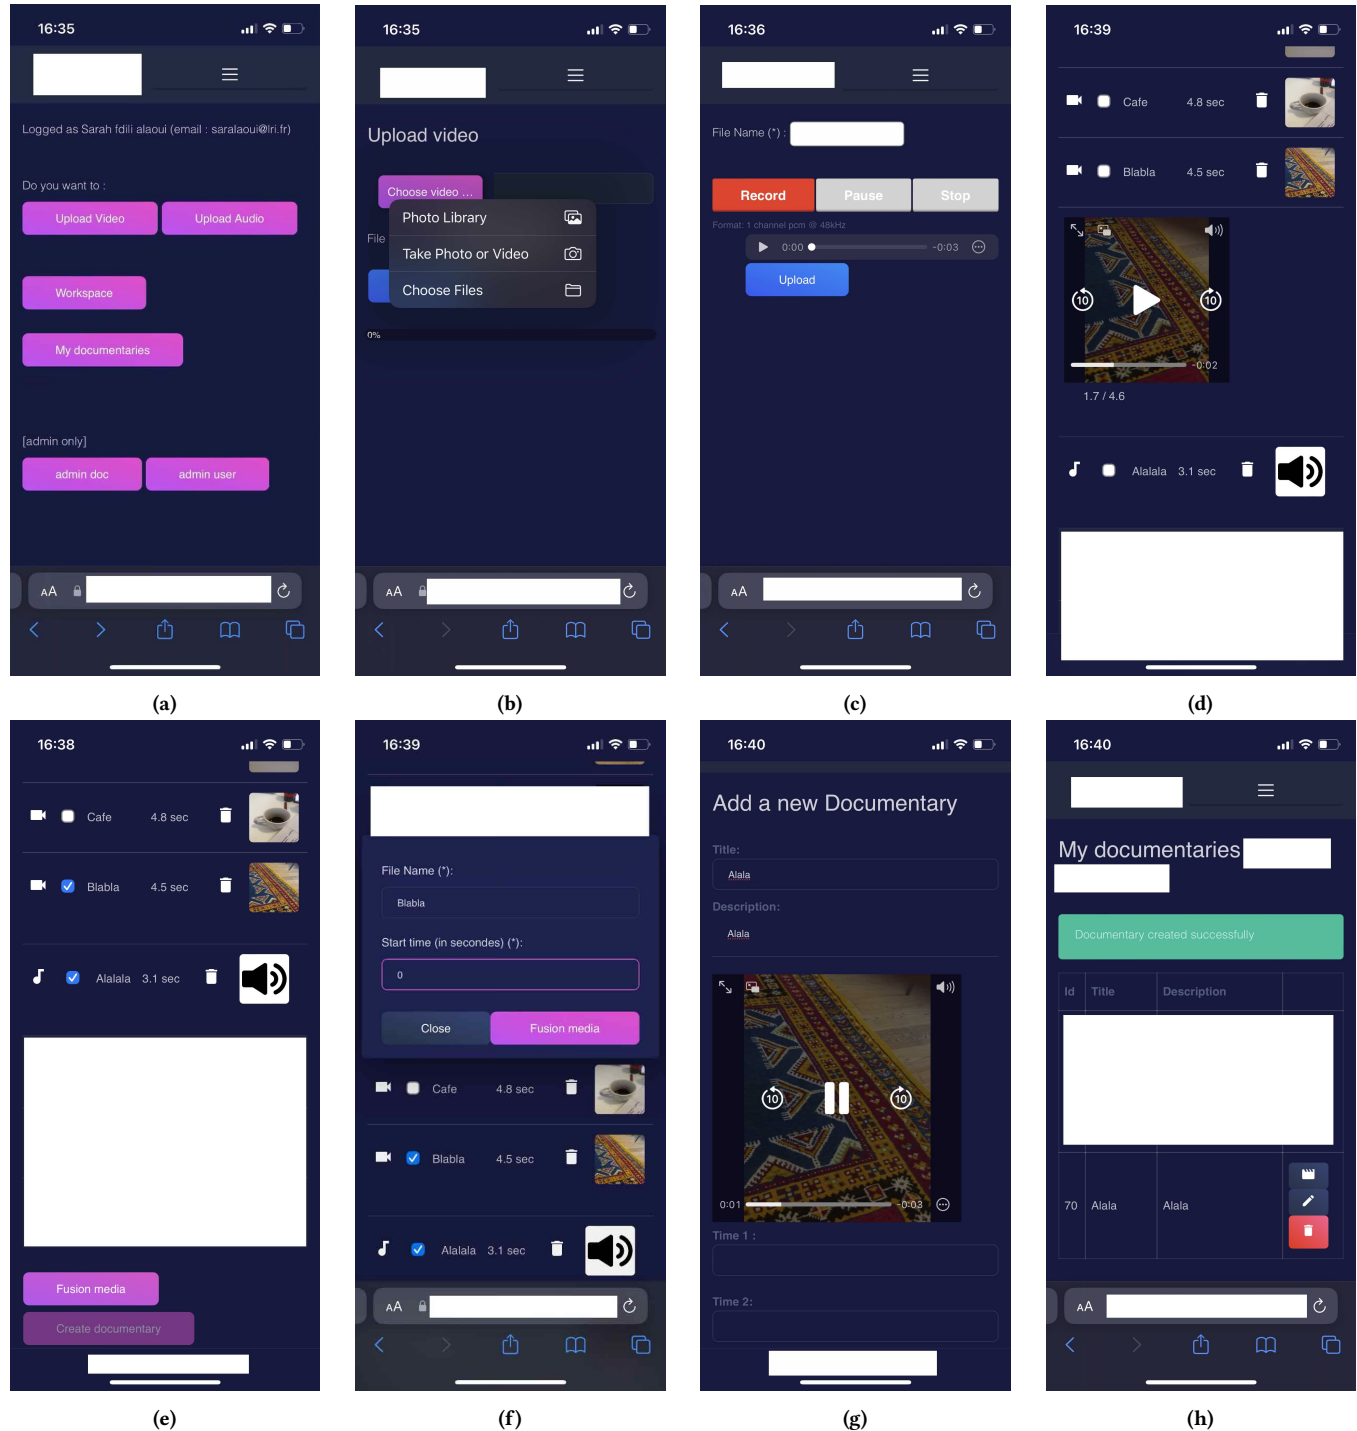 16:35
Logged as Sarah fdili alaoui (email : saralaoui@lri.fr)
Do you want to :
Upload Video
Upload Audio
Workspace
My documentaries
[admin only]
admin doc
admin user
AA
(a)
16:35
Upload video
Choose video ...
Photo Library
Take Photo or Video
Choose Files
File
0%
AA
(b)
16:36
File Name (*) :
Record
Pause
Stop
Format: 1 channel pcm @ 48kHz
0:00
-0:03
Upload
AA
(c)
16:39
Cafe 4.8 sec
Blabla 4.5 sec
10
10
-0:02
1.7 / 4.6
Alalala 3.1 sec
(d)
16:38
Cafe 4.8 sec
Blabla 4.5 sec
Alalala 3.1 sec
Fusion media
Create documentary
(e)
16:39
File Name (*):
Blabla
Start time (in secondes) (*):
0
Close
Fusion media
Cafe 4.8 sec
Blabla 4.5 sec
Alalala 3.1 sec
AA
(f)
16:40
Add a new Documentary
Title:
Alala
Description:
Alala
10
10
0:01
-0:03
Time 1 :
Time 2:
(g)
16:40
My documentaries
Documentary created successfully
Id Title Description
70 Alala Alala
AA
(h)